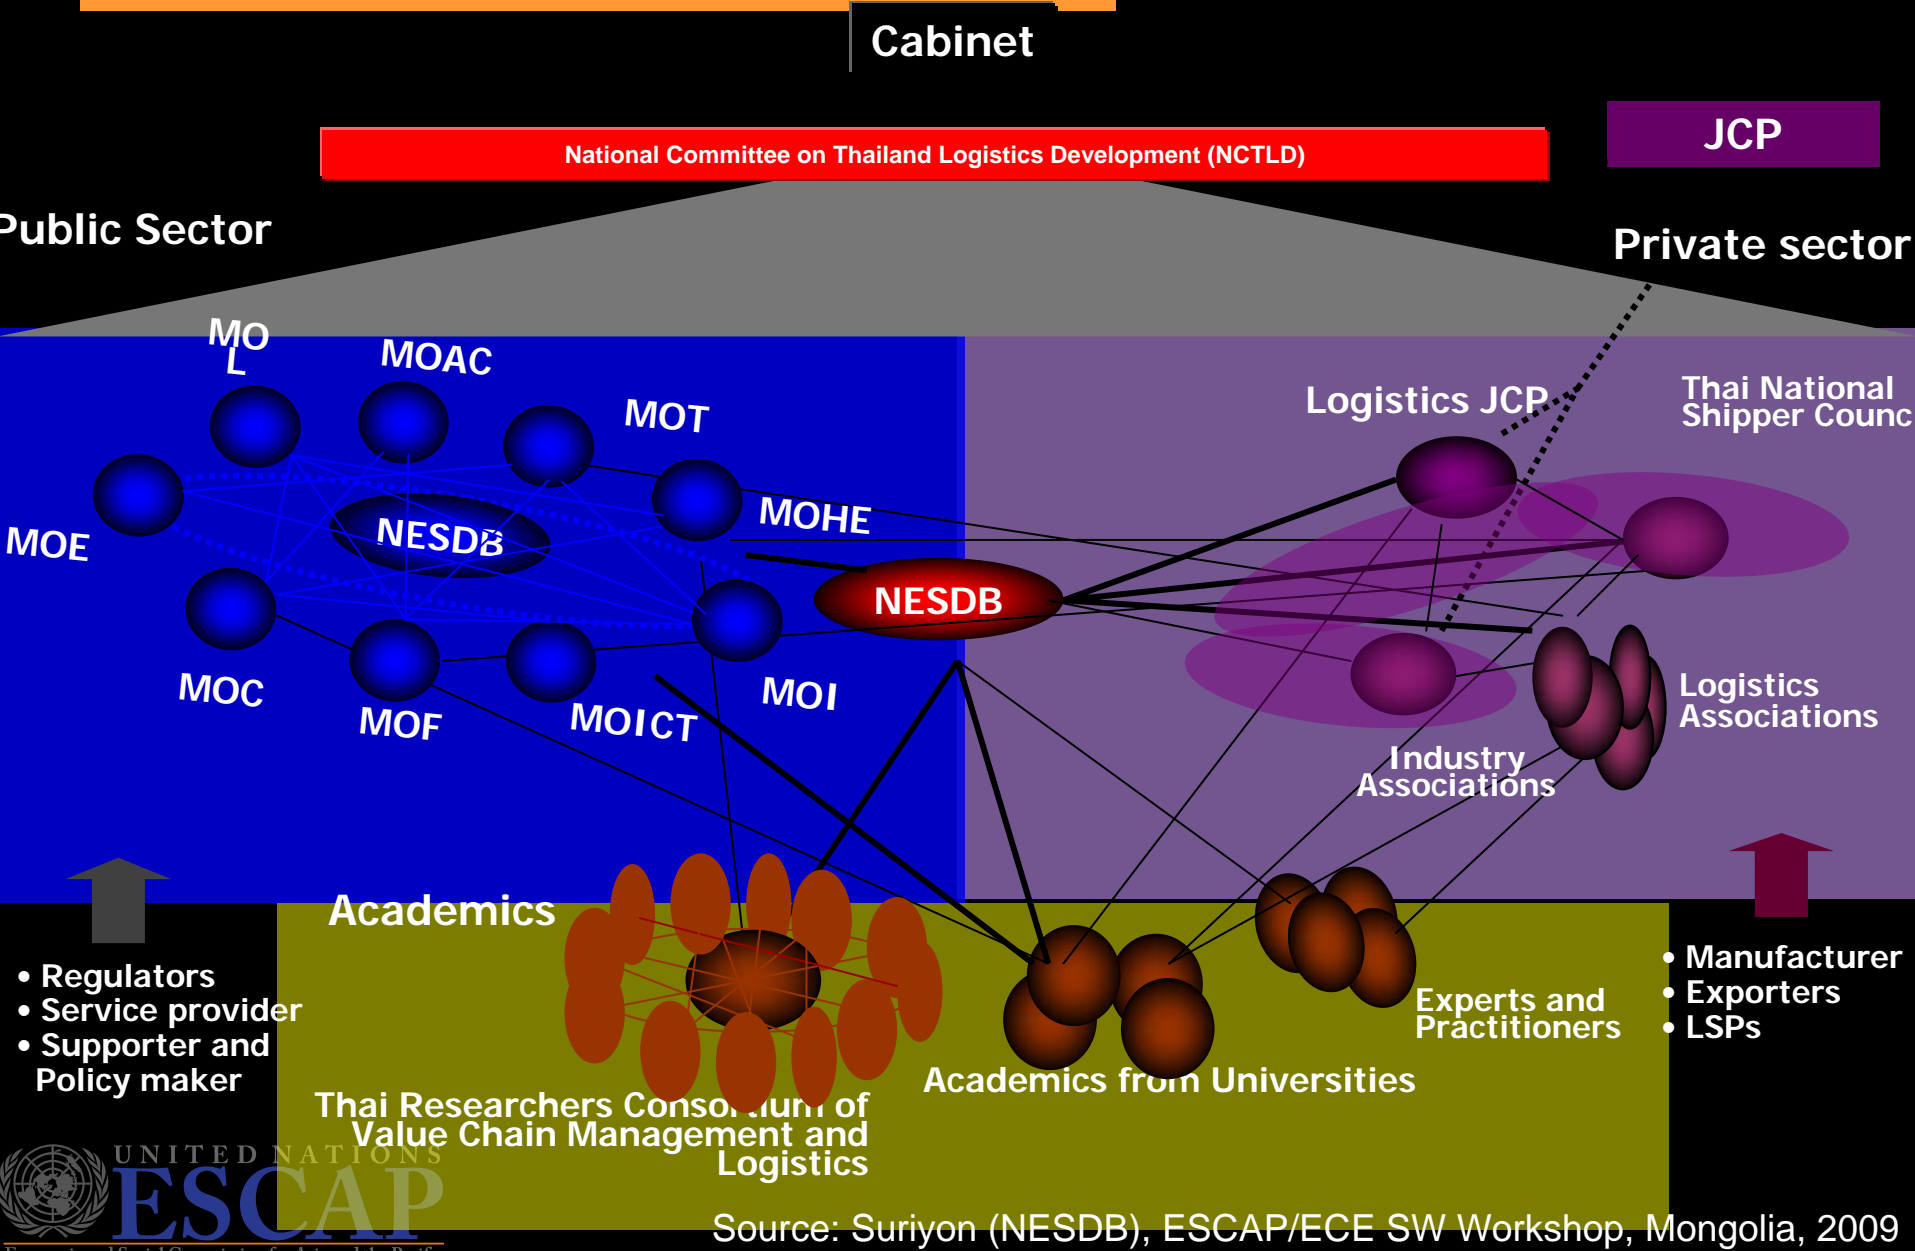 Cabinet
National Committee on Thailand Logistics Development (NCTLD)
JCP
Public Sector
Private sector
MO
L
MOAC
MOT
MOHE
MOE
NESDB
NESDB
MOC
MOF
MOICT
MOI
Logistics JCP
Thai National
Shipper Counc
Logistics
Associations
Industry
Associations
Academics
• Regulators
• Service provider
• Supporter and
Policy maker
• Manufacturer
• Exporters
• LSPs
Experts and
Practitioners
Academics from Universities
Thai Researchers Consortium of
Value Chain Management and
Logistics
UNITED NATIONS
ESCAP
Source: Suriyon (NESDB), ESCAP/ECE SW Workshop, Mongolia, 2009